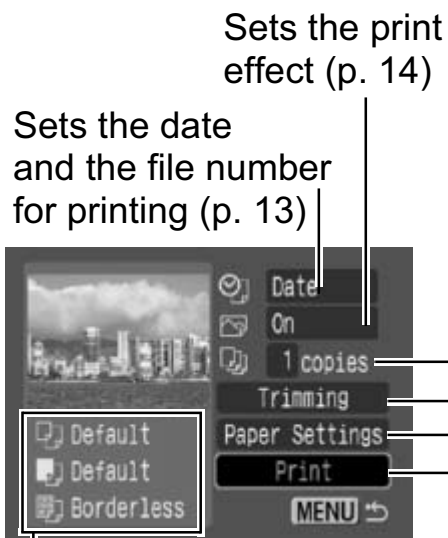 Sets the print
effect (p. 14)
Sets the date
and the file number
for printing (p. 13)
Date
On
1 copies
Trimming
Default
Paper Settings
Default
Print
Borderless
MENU